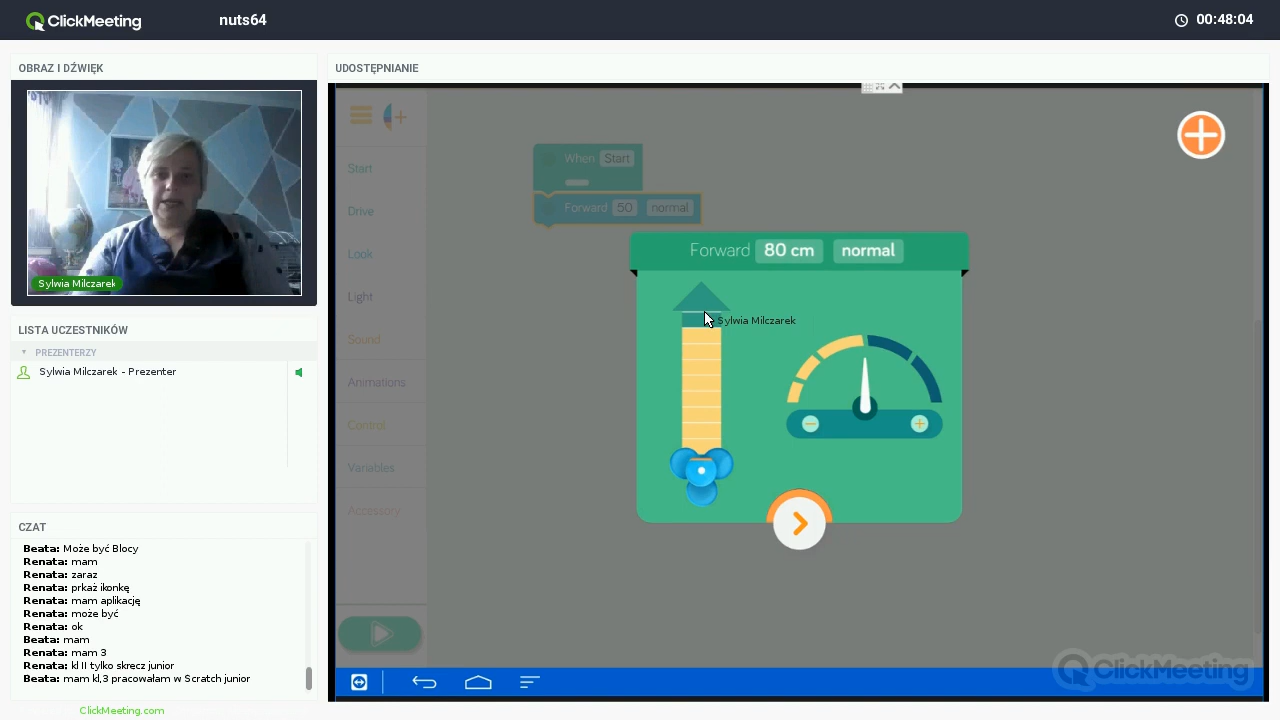 ClickMeeting
nuts64
00:48:04
OBRAZ I DŹWIĘK
Sylwia Milczarek
LISTA UCZESTNIKÓW
PREZENTERZY
Sylwia Milczarek - Prezenter
CZAT
Beata: Może być Blocy
Renata: mam
Renata: zaraz
Renata: prkaż ikonkę
Renata: mam aplikację
Renata: może być
Renata: ok
Beata: mam
Renata: mam 3
Renata: kl II tylko skrecz junior
Beata: mam kl,3 pracowałam w Scratch junior
ClickMeeting.com
UDOSTĘPNIANIE
Start
Drive
Look
Light
Sound
Animations
Control
Variables
Accessory
When Start
Forward 50 normal
Forward 80 cm normal
Sylwia Milczarek
ClickMeeting